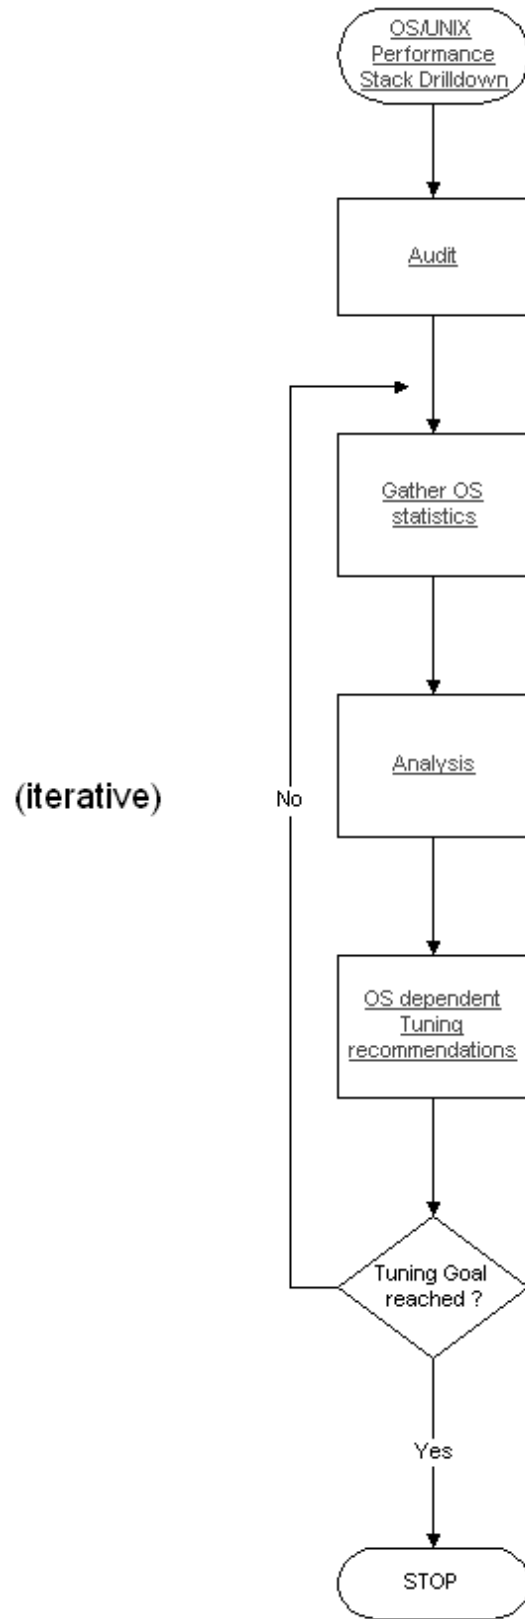 OS/UNIX
Performance
Stack Drilldown
Audit
Gather OS
statistics
Analysis
(iterative)
No
OS dependent
Tuning
recommendations
Tuning Goal
reached ?
Yes
STOP